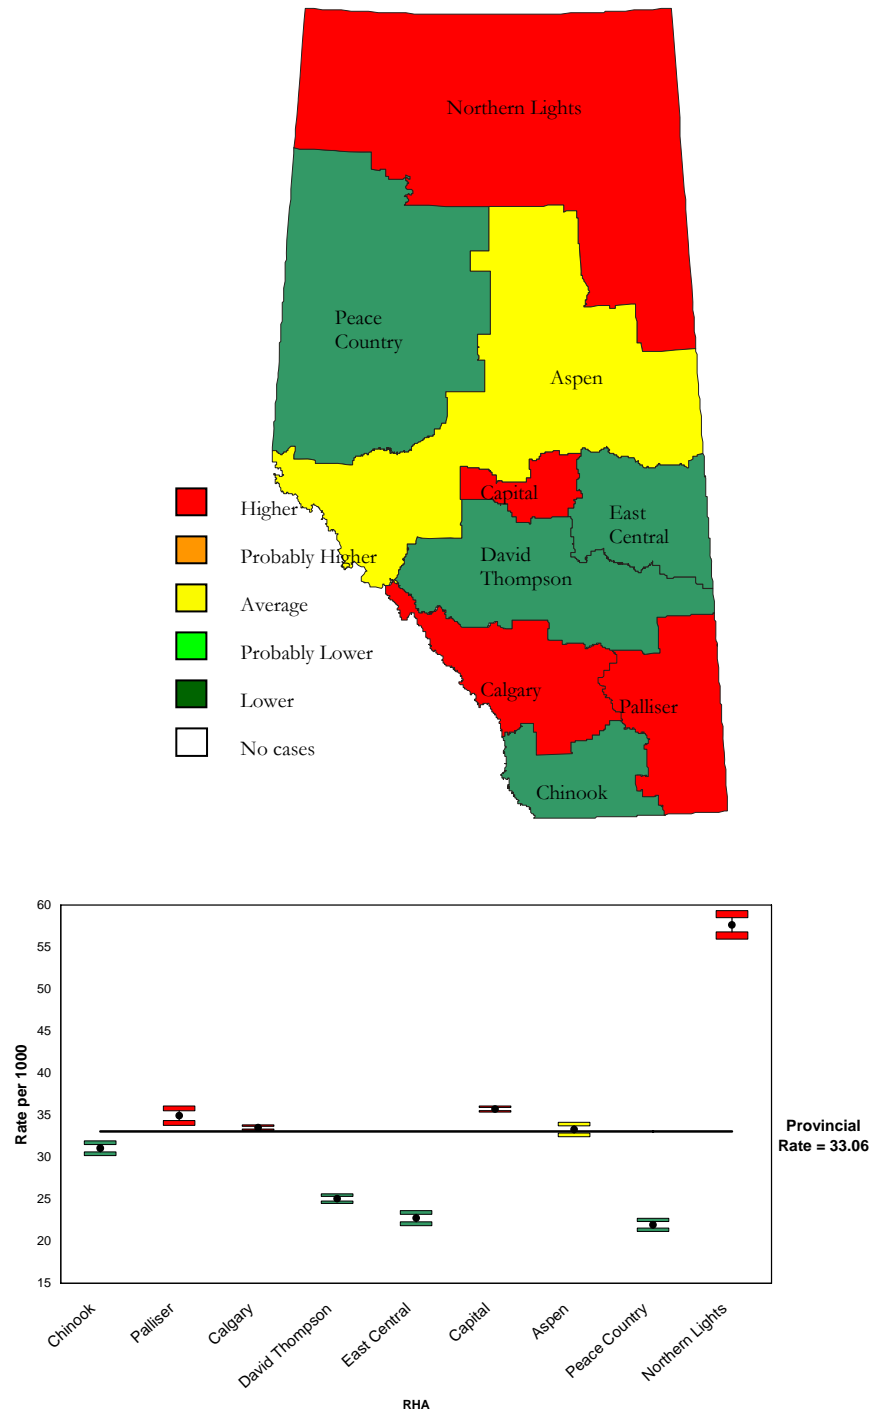 Northern Lights
Peace
Country
Aspen
Capital
East
Central
David
Thompson
Calgary
Palliser
Chinook
Higher
Probably Higher
Average
Probably Lower
Lower
No cases
60
55
50
45
40
35
30
25
20
15
Rate per 1000
Provincial
Rate = 33.06
Chinook
Palliser
Calgary
David Thompson
East Central
Capital
Aspen
Peace Country
Northern Lights
RHA